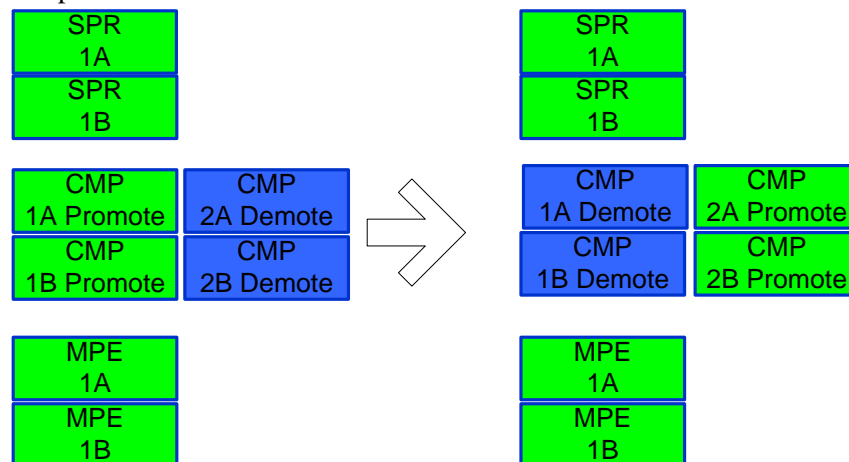 SPR
1A
SPR
1B
SPR
1A
SPR
1B
CMP
1A Promote
CMP
2A Demote
CMP
1B Promote
CMP
2B Demote
CMP
1A Demote
CMP
2A Promote
CMP
1B Demote
CMP
2B Promote
MPE
1A
MPE
1B
MPE
1A
MPE
1B